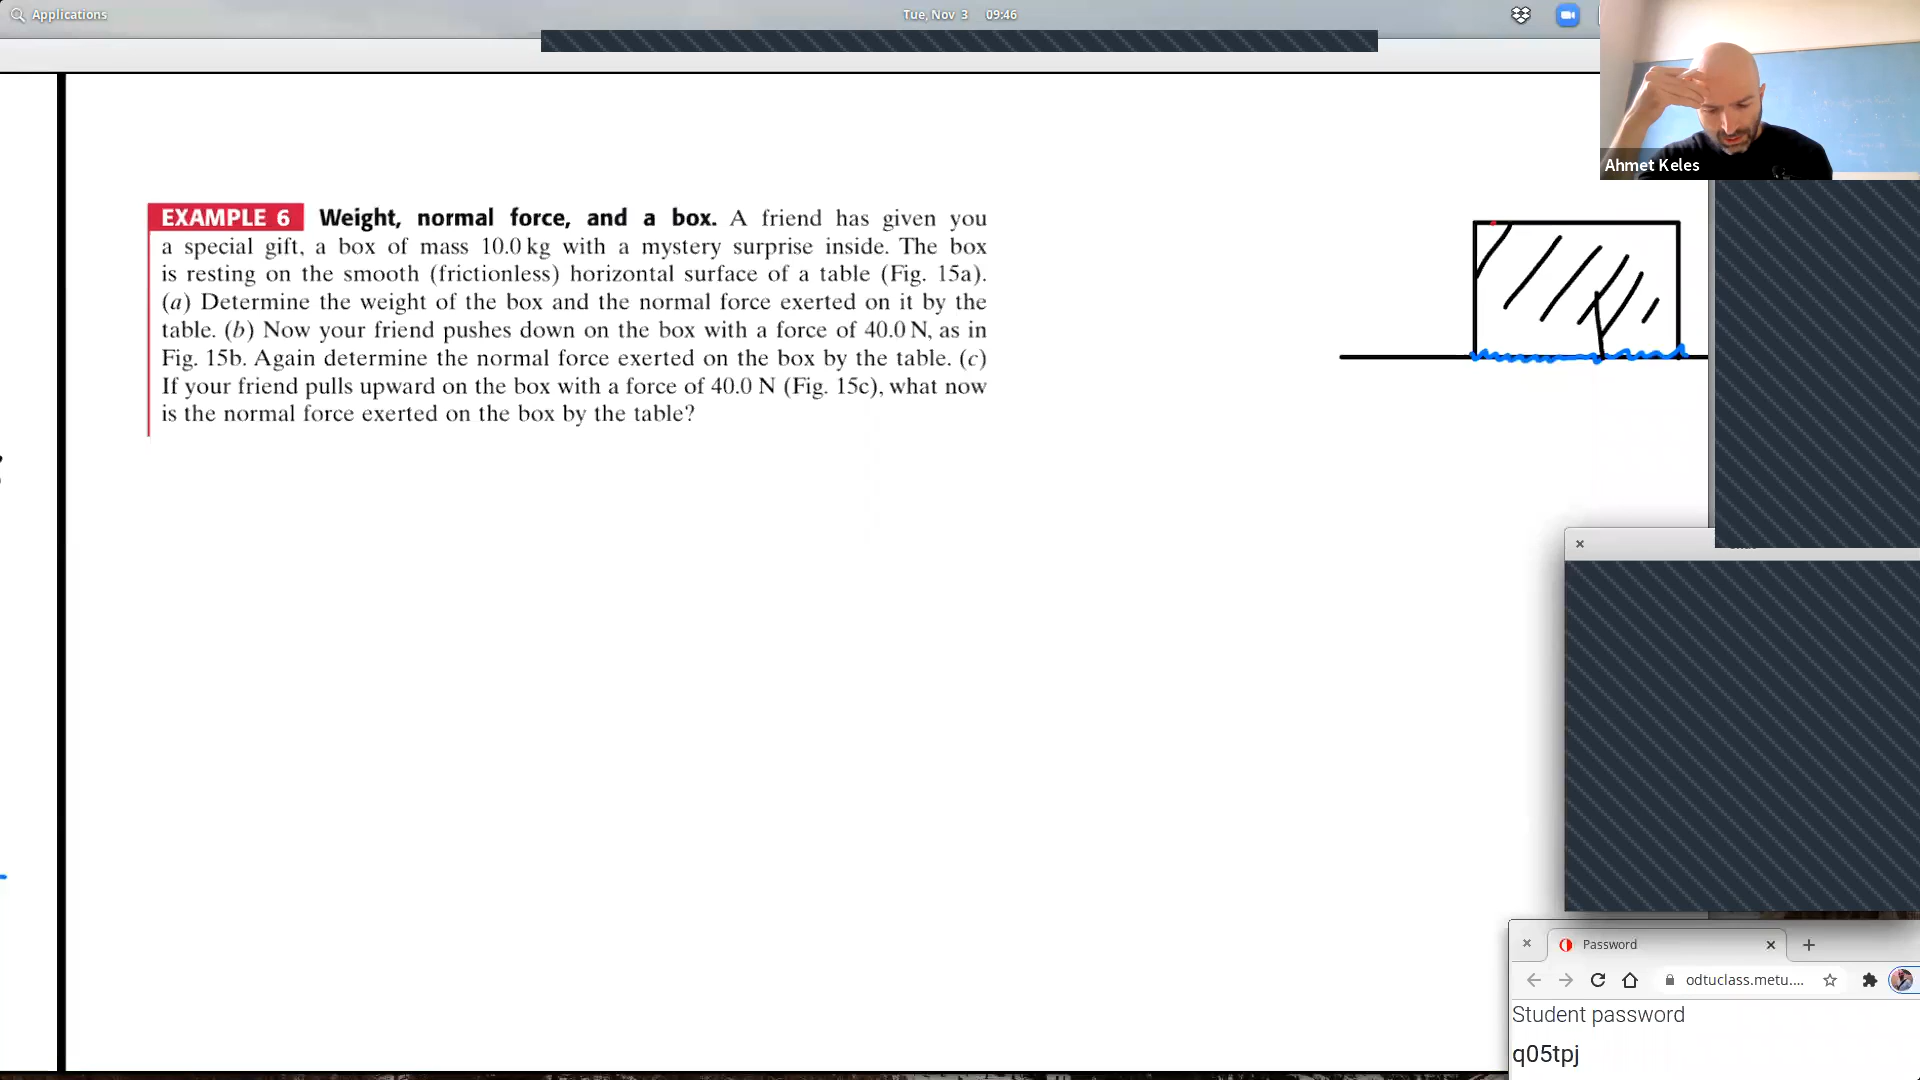 Applications
Tue, Nov 3 09:46
Ahmet Keles
EXAMPLE 6 Weight, normal force, and a box. A friend has given you
a special gift, a box of mass 10.0 kg with a mystery surprise inside. The box
is resting on the smooth (frictionless) horizontal surface of a table (Fig. 15a).
(a) Determine the weight of the box and the normal force exerted on it by the
table. (b) Now your friend pushes down on the box with a force of 40.0 N, as in
Fig. 15b. Again determine the normal force exerted on the box by the table. (c)
If your friend pulls upward on the box with a force of 40.0 N (Fig. 15c), what now
is the normal force exerted on the box by the table?
Password
odtuclass.metu....
Student password
q05tpj